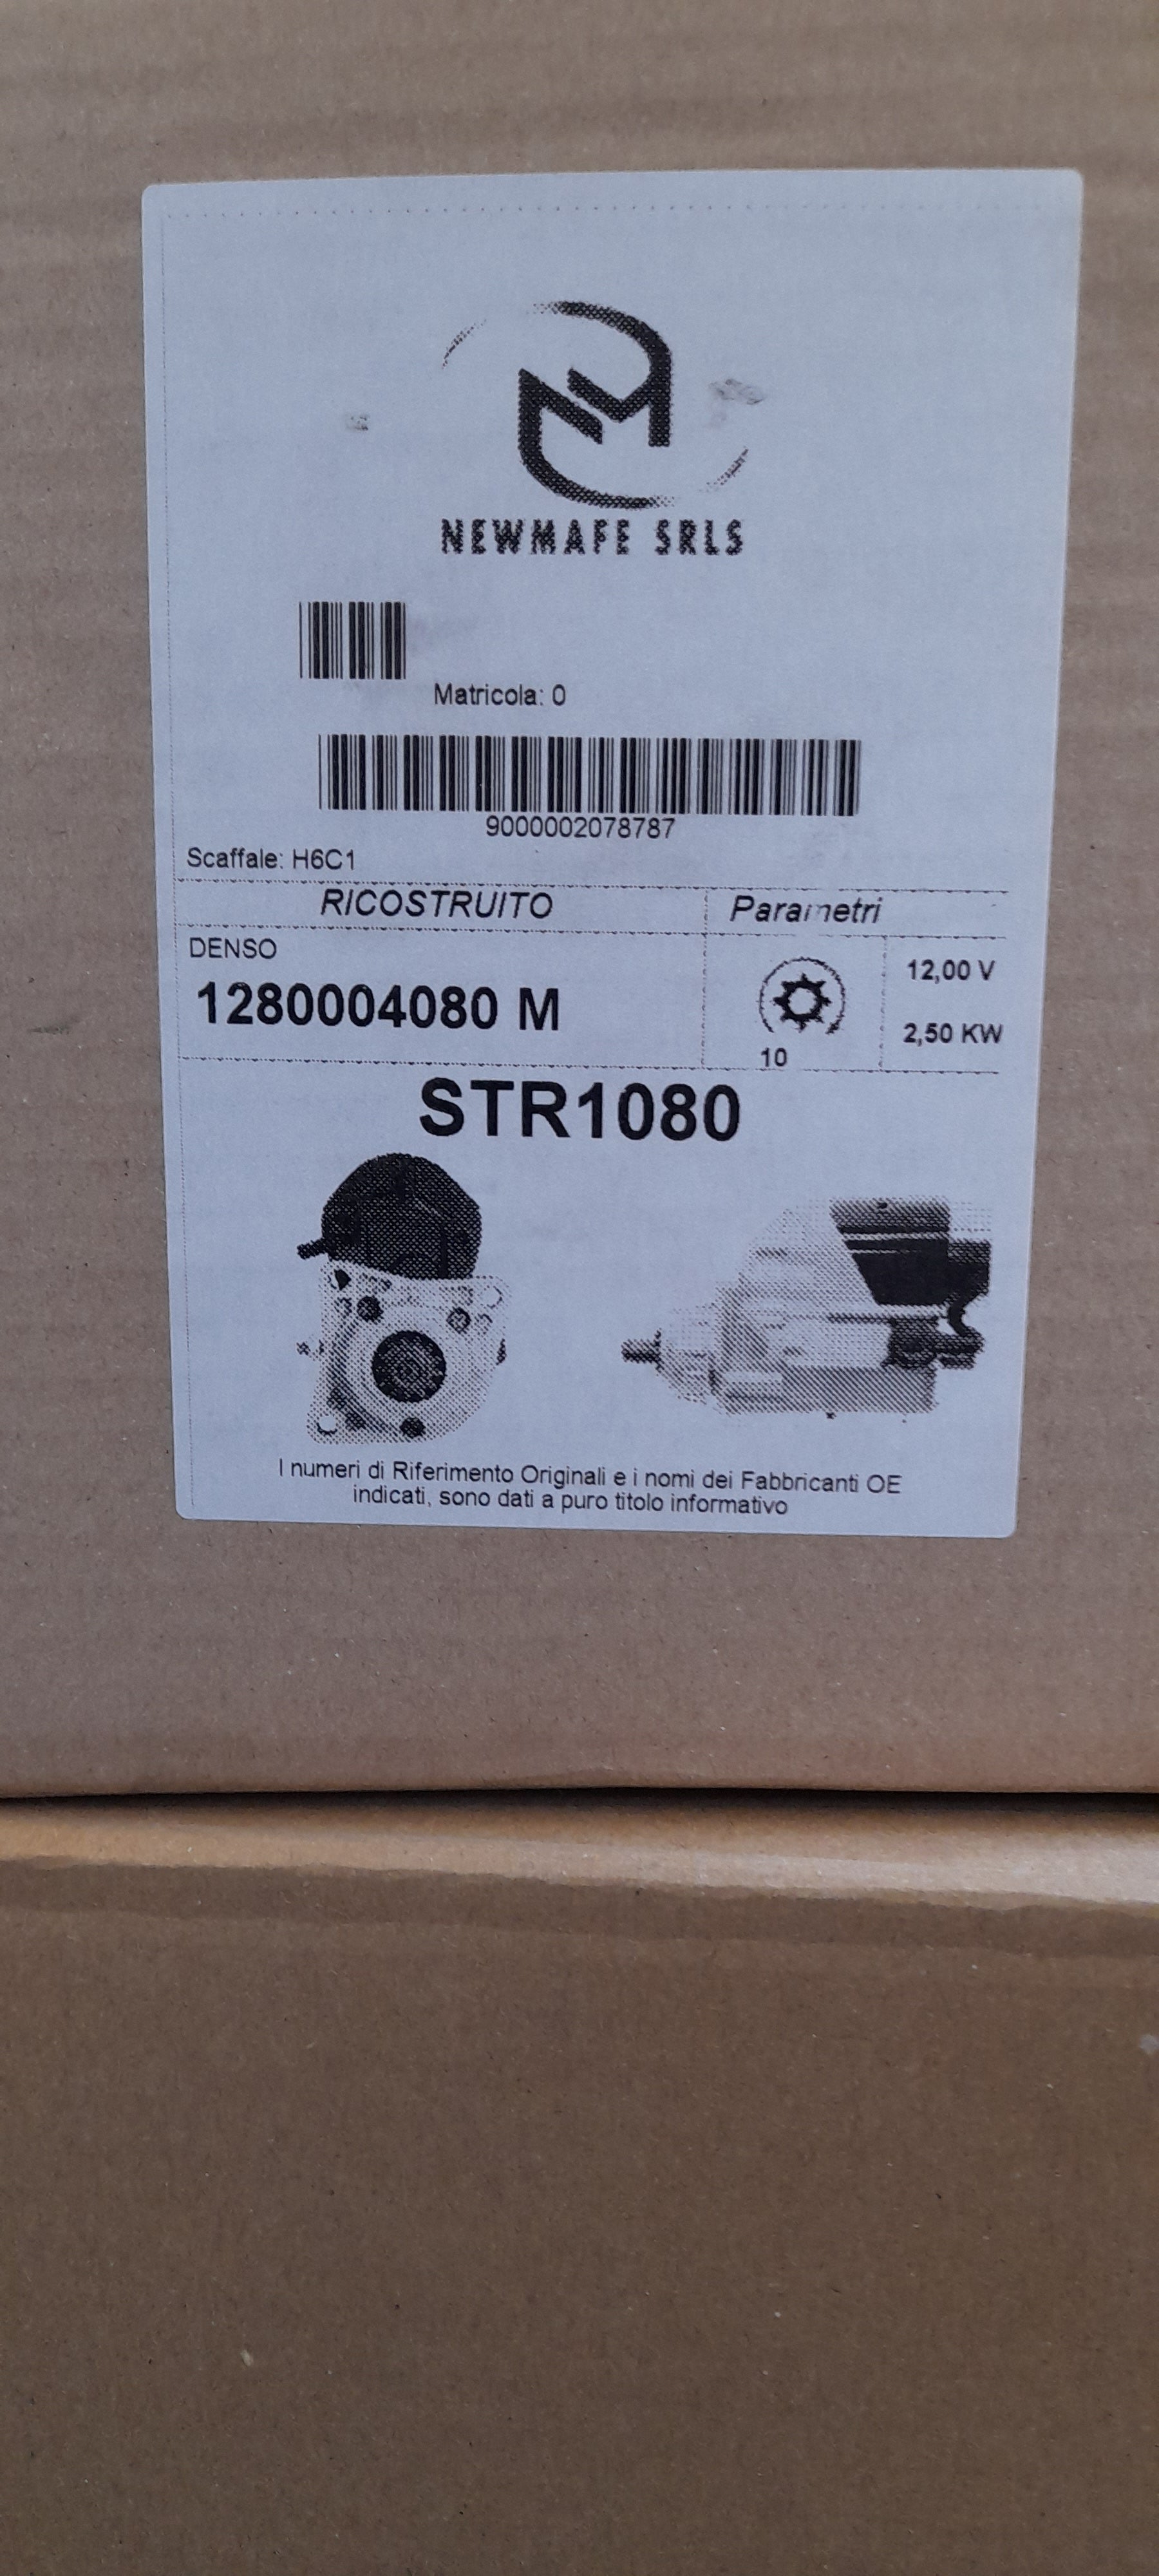 NEWMAFE SRLS
Matricola: 0
9000002078787
Scaffale: H6C1
RICOSTRUITO
Parametri
DENSO
1280004080 M
12,00 V
2,50 KW
10
STR1080
I numeri di Riferimento Originali e i nomi dei Fabbricanti OE
indicati, sono dati a puro titolo informativo